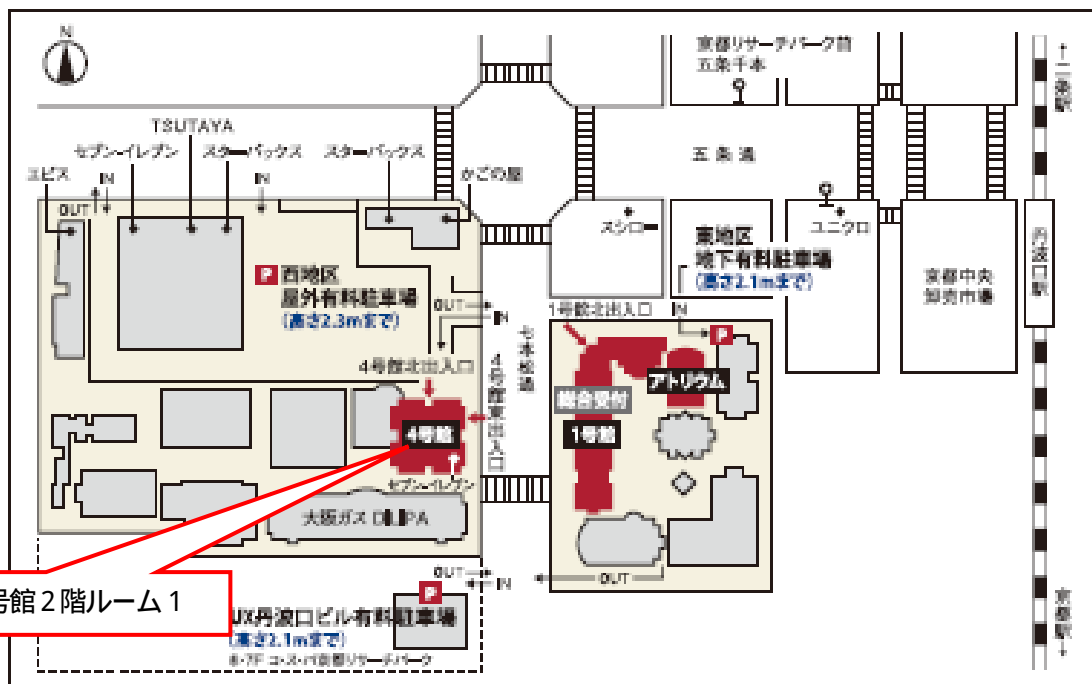 N
京都リサーチパーク前
五条千本
↑二条駅
TSUTAYA
セブン-イレブン
スターバックス
スターバックス
エビス
IN
IN
かごの屋
OUT
五条通
スシロー
ユニクロ
丹波口駅
P 西地区
屋外有料駐車場
(高さ2.3mまで)
東地区
地下有料駐車場
(高さ2.1mまで)
京都中央
卸売市場
OUT
IN
1号館北出入口
IN
P
七本松通
4号館北出入口
4号館東出入口
アトリウム
総合受付
4号館
1号館
セブン-イレブン
大阪ガス
OUT
IN
OUT
号館2階ルーム1
P
丹波口ビル有料駐車場
(高さ2.1mまで)
京都リサーチパーク
京都駅↓